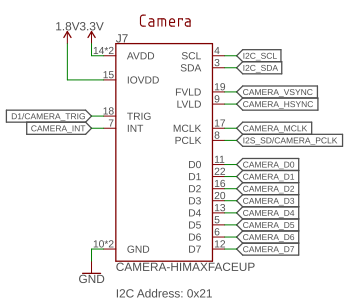 Camera
1.8V 3.3V
J7
14*2 AVDD SCL 4 I2C_SCL
SDA 3 I2C_SDA
15 IOVDD
FVLD 19 CAMERA_VSYNC
LVLD 9 CAMERA_HSYNC
D1/CAMERA_TRIG 18 TRIG
CAMERA_INT 7 INT MCLK 17 CAMERA_MCLK
PCLK 8 I2S_SD/CAMERA_PCLK
D0 11 CAMERA_D0
D1 22 CAMERA_D1
D2 16 CAMERA_D2
D3 20 CAMERA_D3
D4 13 CAMERA_D4
D5 5 CAMERA_D5
D6 6 CAMERA_D6
10*2 GND D7 12 CAMERA_D7
CAMERA-HIMAXFACEUP
GND
I2C Address: 0x21